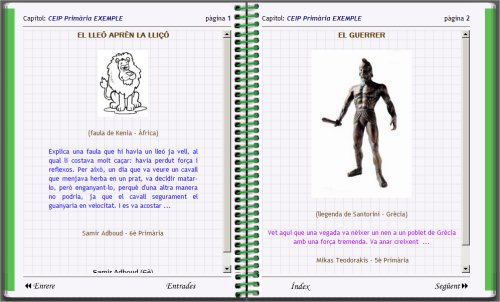 Capítol: CEIP Primària EXEMPLE
pàgina 1
EL LLEÓ APRÈN LA LLIÇÓ
(faula de Kenia - Àfrica)
Explica una faula que hi havia un lleó ja vell, al
qual li costava molt caçar: havia perdut força i
reflexos. Per això, un dia que va veure un cavall
que menjava herba en un prat, va decidir matar-
lo, però enganyant-lo, perquè d'una altra manera
no podria, ja que el cavall segurament el
guanyaria en velocitat. I es va acostar ...
Samir Adboud - 6è Primària
Samir Adboud (6è)
Enrere
Entrades
Capítol: CEIP Primària EXEMPLE
pàgina 2
EL GUERRER
(llegenda de Santorini - Grècia)
Vet aquí que una vegada va néixer un nen a un poblet de Grècia
amb una força tremenda. Va anar creixent ...
Mikas Teodorakis - 5è Primària
Índex
Següent